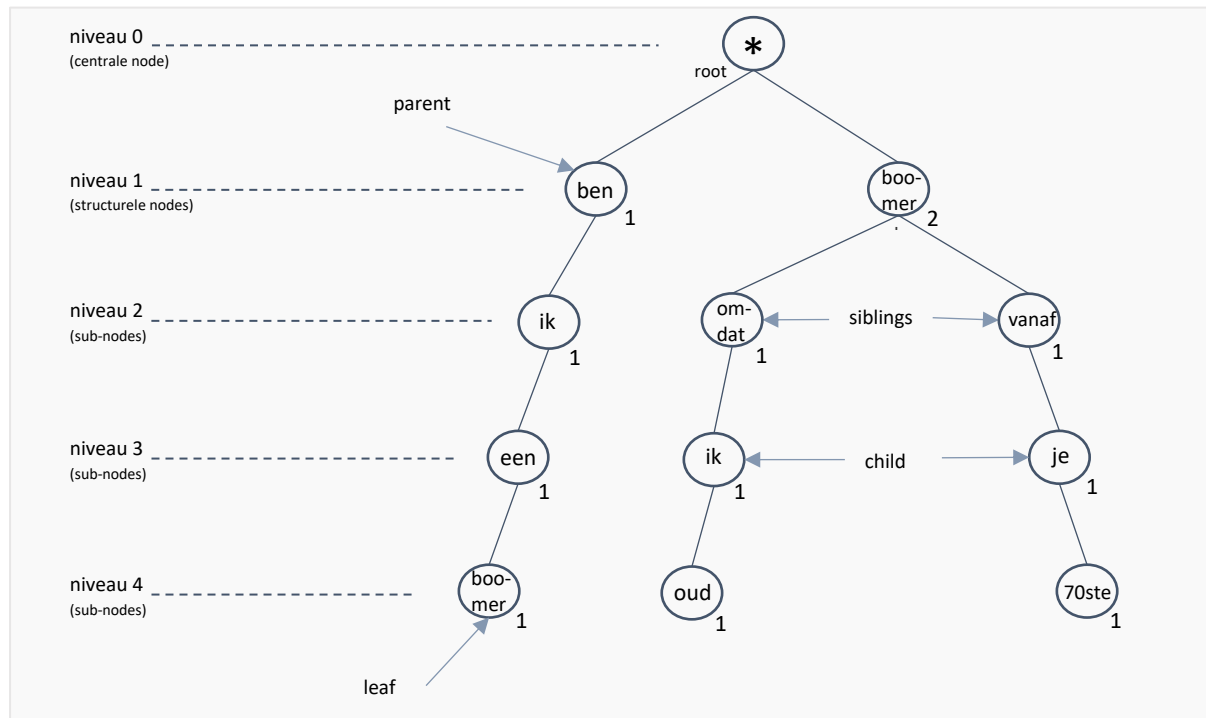 niveau 0
(centrale node)
*
root
parent
niveau 1
(structurele nodes)
ben
1
boo-
mer
2
.
niveau 2
(sub-nodes)
ik
1
om-
dat
1
siblings
vanaf
1
niveau 3
(sub-nodes)
een
1
ik
1
child
je
1
niveau 4
(sub-nodes)
boo-
mer
1
oud
1
70ste
1
leaf